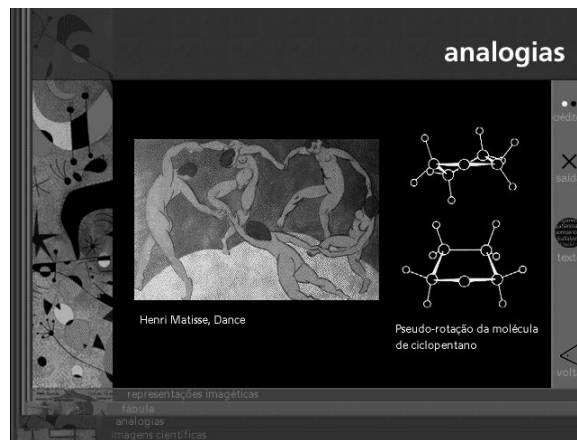 analogias
crédito
saída
texto
Henri Matisse, Dance
Pseudo-rotação da molécula
de ciclopentano
volta
representações imagéticas
fábula
analogias
imagens científicas